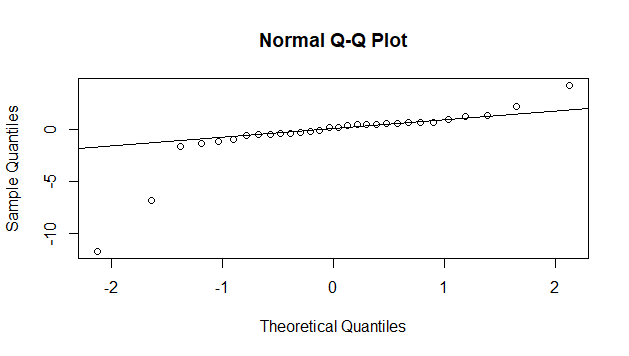 Normal Q-Q Plot
Sample Quantiles
0
-5
-10
-2
-1
0
1
2
Theoretical Quantiles